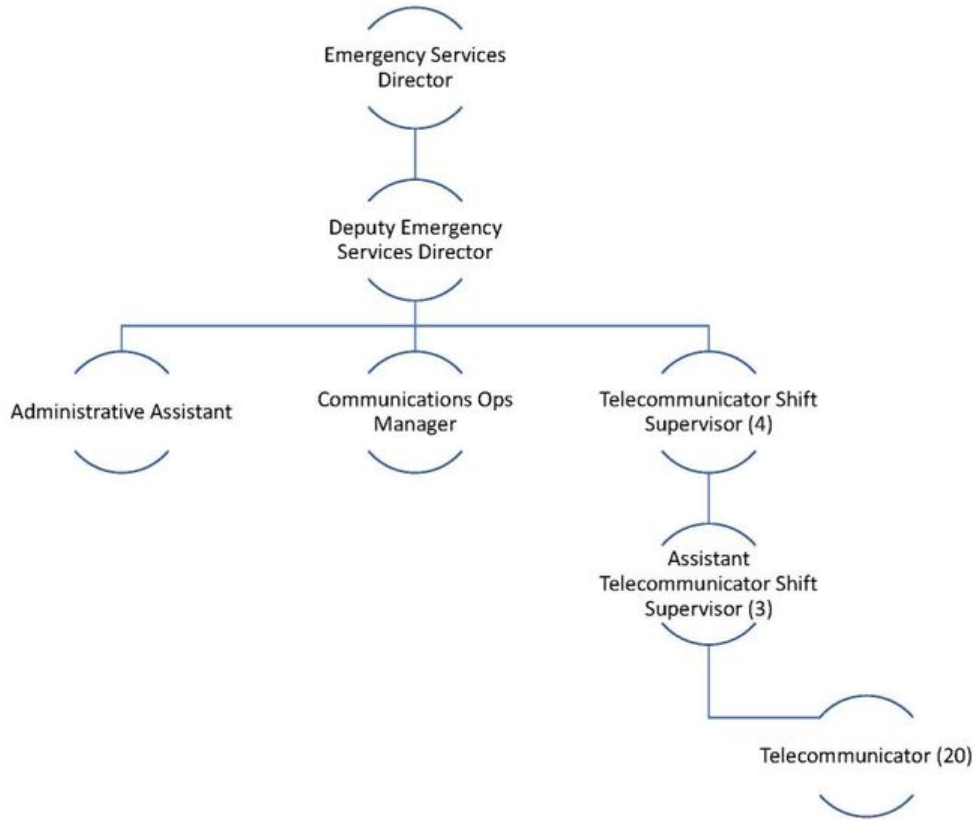 Emergency Services
Director
Deputy Emergency
Services Director
Administrative Assistant
Communications Ops
Manager
Telecommunicator Shift
Supervisor (4)
Assistant
Telecommunicator Shift
Supervisor (3)
Telecommunicator (20)